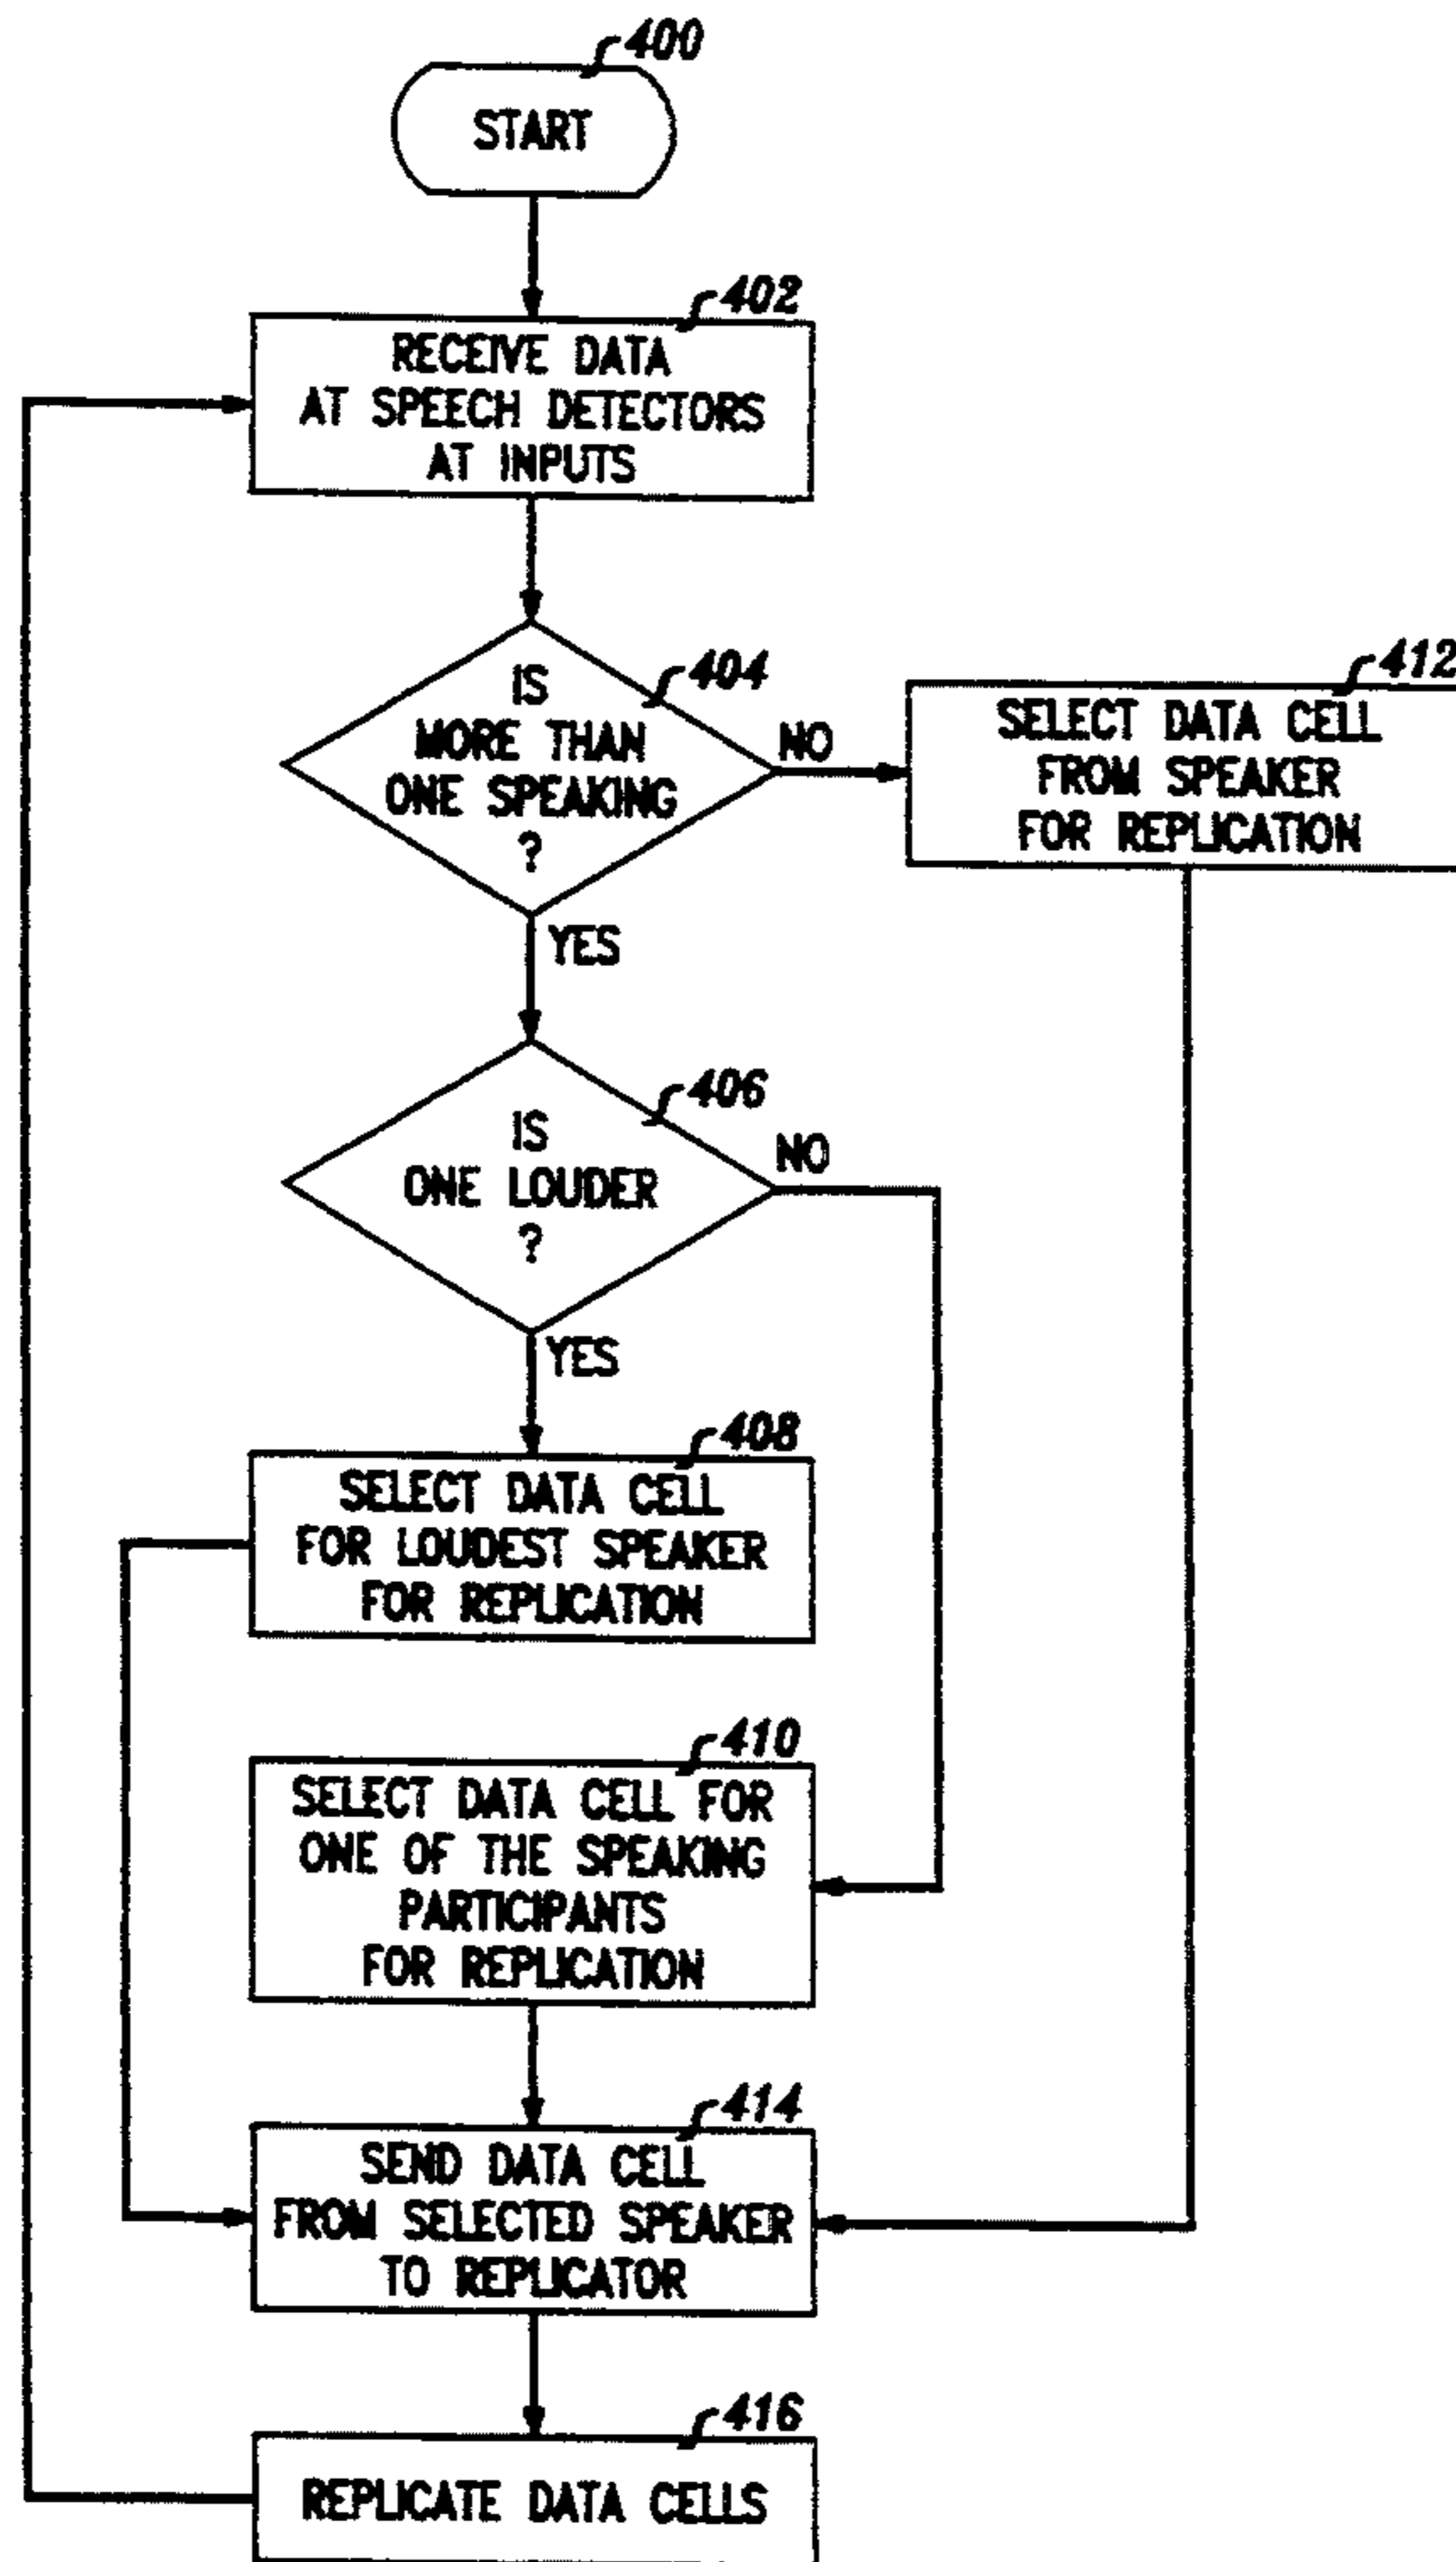 400
START
402
RECEIVE DATA
AT SPEECH DETECTORS
AT INPUTS
404
IS
MORE THAN
ONE SPEAKING
?
NO
412
SELECT DATA CELL
FROM SPEAKER
FOR REPLICATION
YES
406
IS
ONE LOUDER
?
NO
YES
408
SELECT DATA CELL
FOR LOUDEST SPEAKER
FOR REPLICATION
410
SELECT DATA CELL FOR
ONE OF THE SPEAKING
PARTICIPANTS
FOR REPLICATION
414
SEND DATA CELL
FROM SELECTED SPEAKER
TO REPLICATOR
416
REPLICATE DATA CELLS